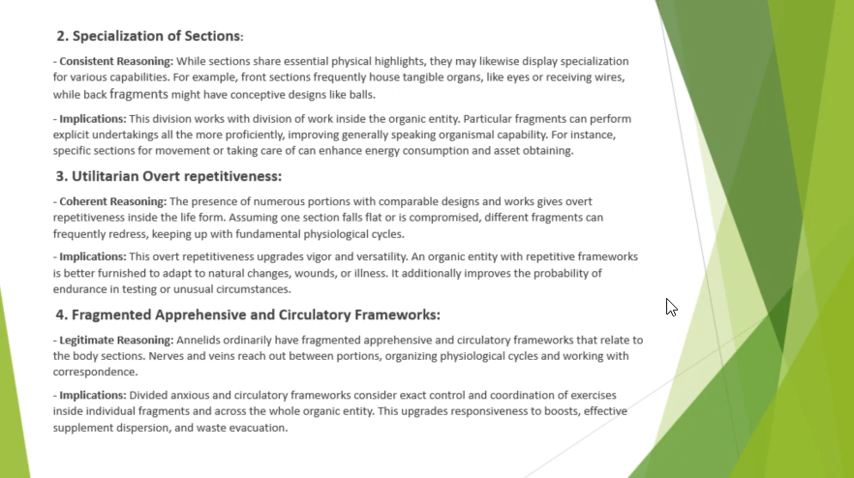 2. Specialization of Sections:
- Consistent Reasoning: While sections share essential physical highlights, they may likewise display specialization
for various capabilities. For example, front sections frequently house tangible organs, like eyes or receiving wires,
while back fragments might have conceptive designs like balls.
- Implications: This division works with division of work inside the organic entity. Particular fragments can perform
explicit undertakings all the more proficiently, improving generally speaking organismal capability. For instance,
specific sections for movement or taking care of can enhance energy consumption and asset obtaining.
3. Utilitarian Overt repetitiveness:
- Coherent Reasoning: The presence of numerous portions with comparable designs and works gives overt
repetitiveness inside the life form. Assuming one section falls flat or is compromised, different fragments can
frequently redress, keeping up with fundamental physiological cycles.
- Implications: This overt repetitiveness upgrades vigor and versatility. An organic entity with repetitive frameworks
is better furnished to adapt to natural changes, wounds, or illness. It additionally improves the probability of
endurance in testing or unusual circumstances.
4. Fragmented Apprehensive and Circulatory Frameworks:
- Legitimate Reasoning: Annelids ordinarily have fragmented apprehensive and circulatory frameworks that relate to
the body sections. Nerves and veins reach out between portions, organizing physiological cycles and working with
correspondence.
- Implications: Divided anxious and circulatory frameworks consider exact control and coordination of exercises
inside individual fragments and across the whole organic entity. This upgrades responsiveness to boosts, effective
supplement dispersion, and waste evacuation.